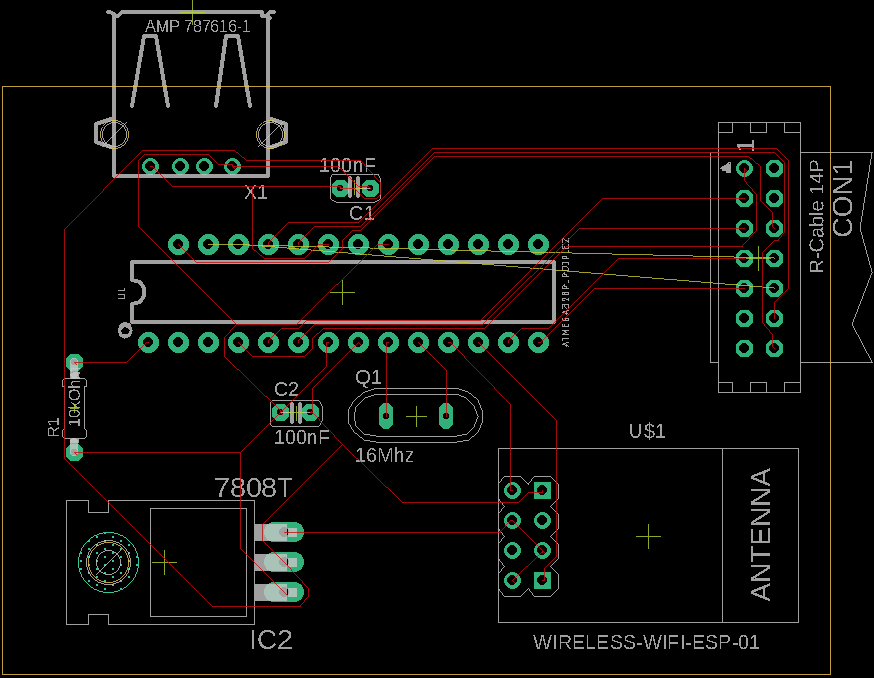 AMP 787616-1
100nF
X1
C1
1
R-Cable 14P
CON1
U1
ATMEGA328P-PDIP28Z
10kOhm
R1
C2
100nF
Q1
16Mhz
7808T
IC2
U$1
ANTENNA
WIRELESS-WIFI-ESP-01